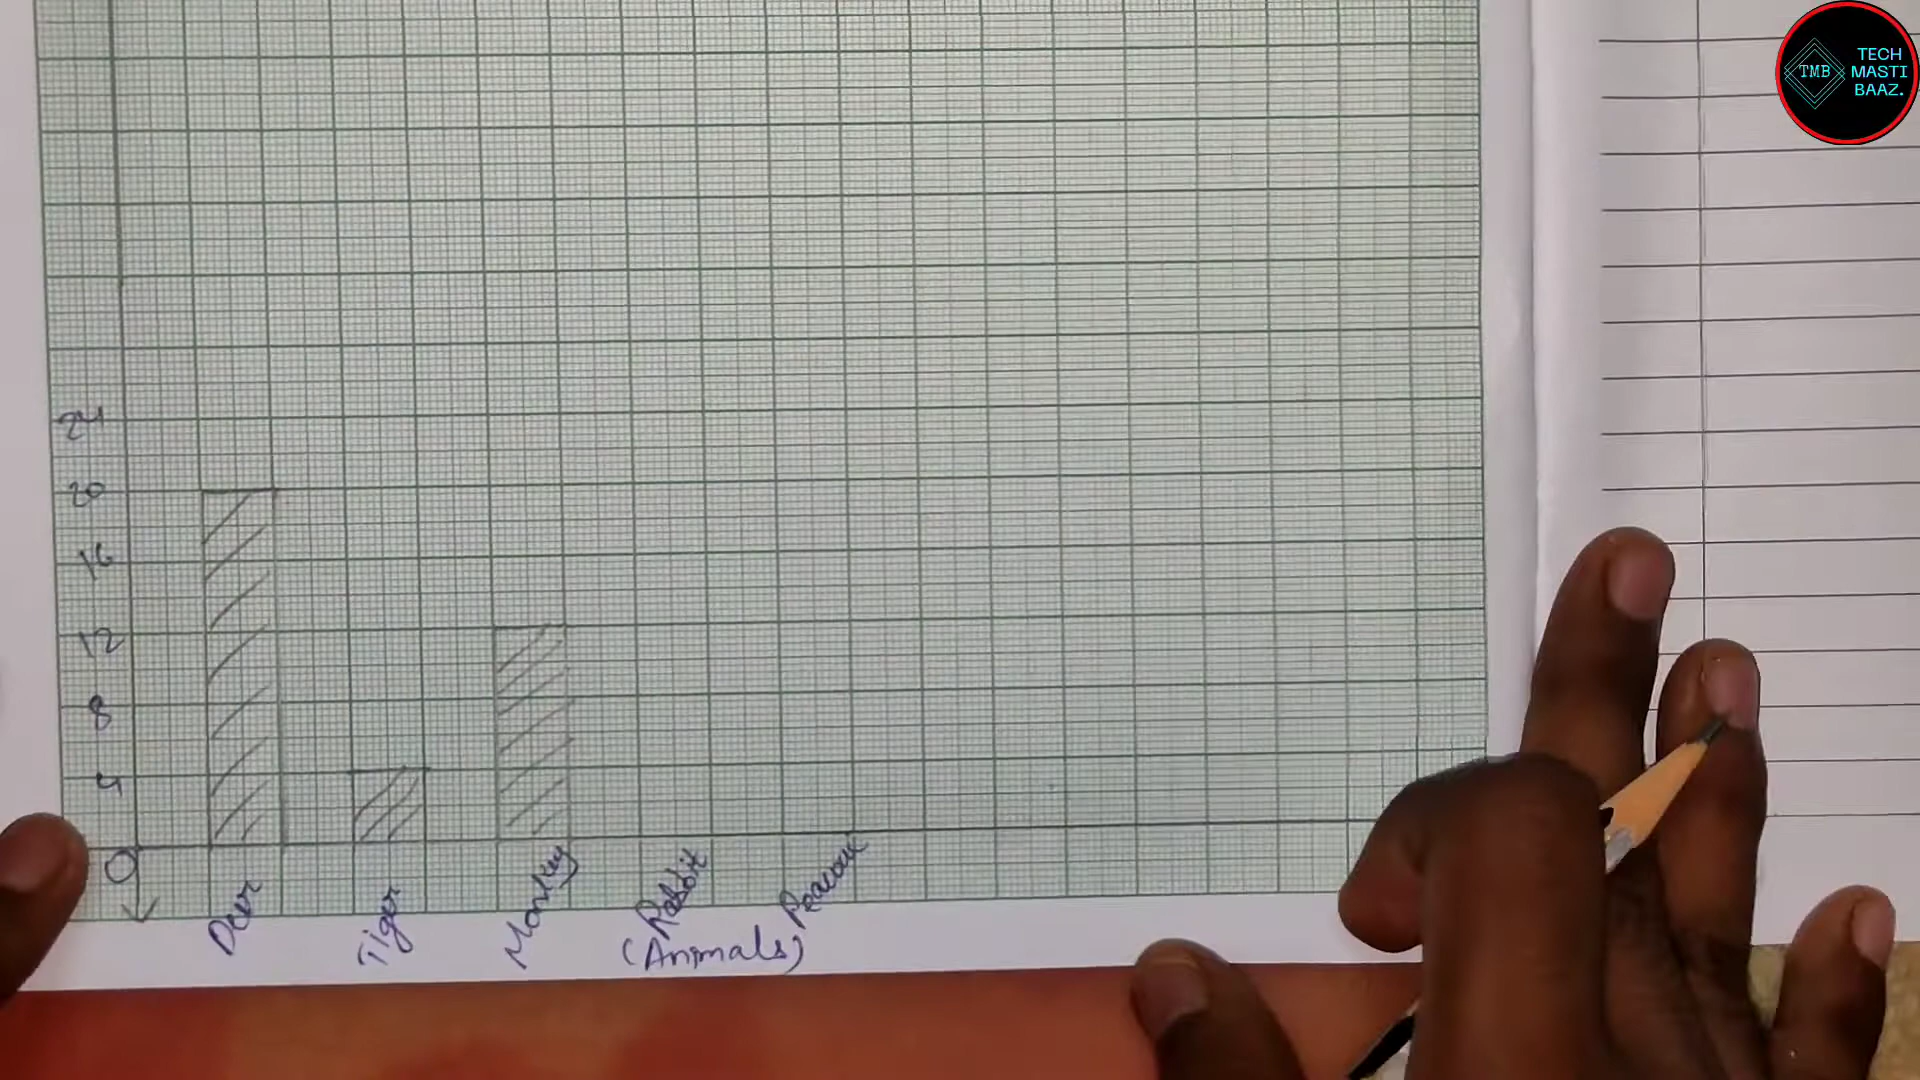 TMB
TECH
MASTI
BAAZ.
24
20
16
12
8
4
0
Deer
Tiger
Monkey
Rabbit
Peacock
(Animals)